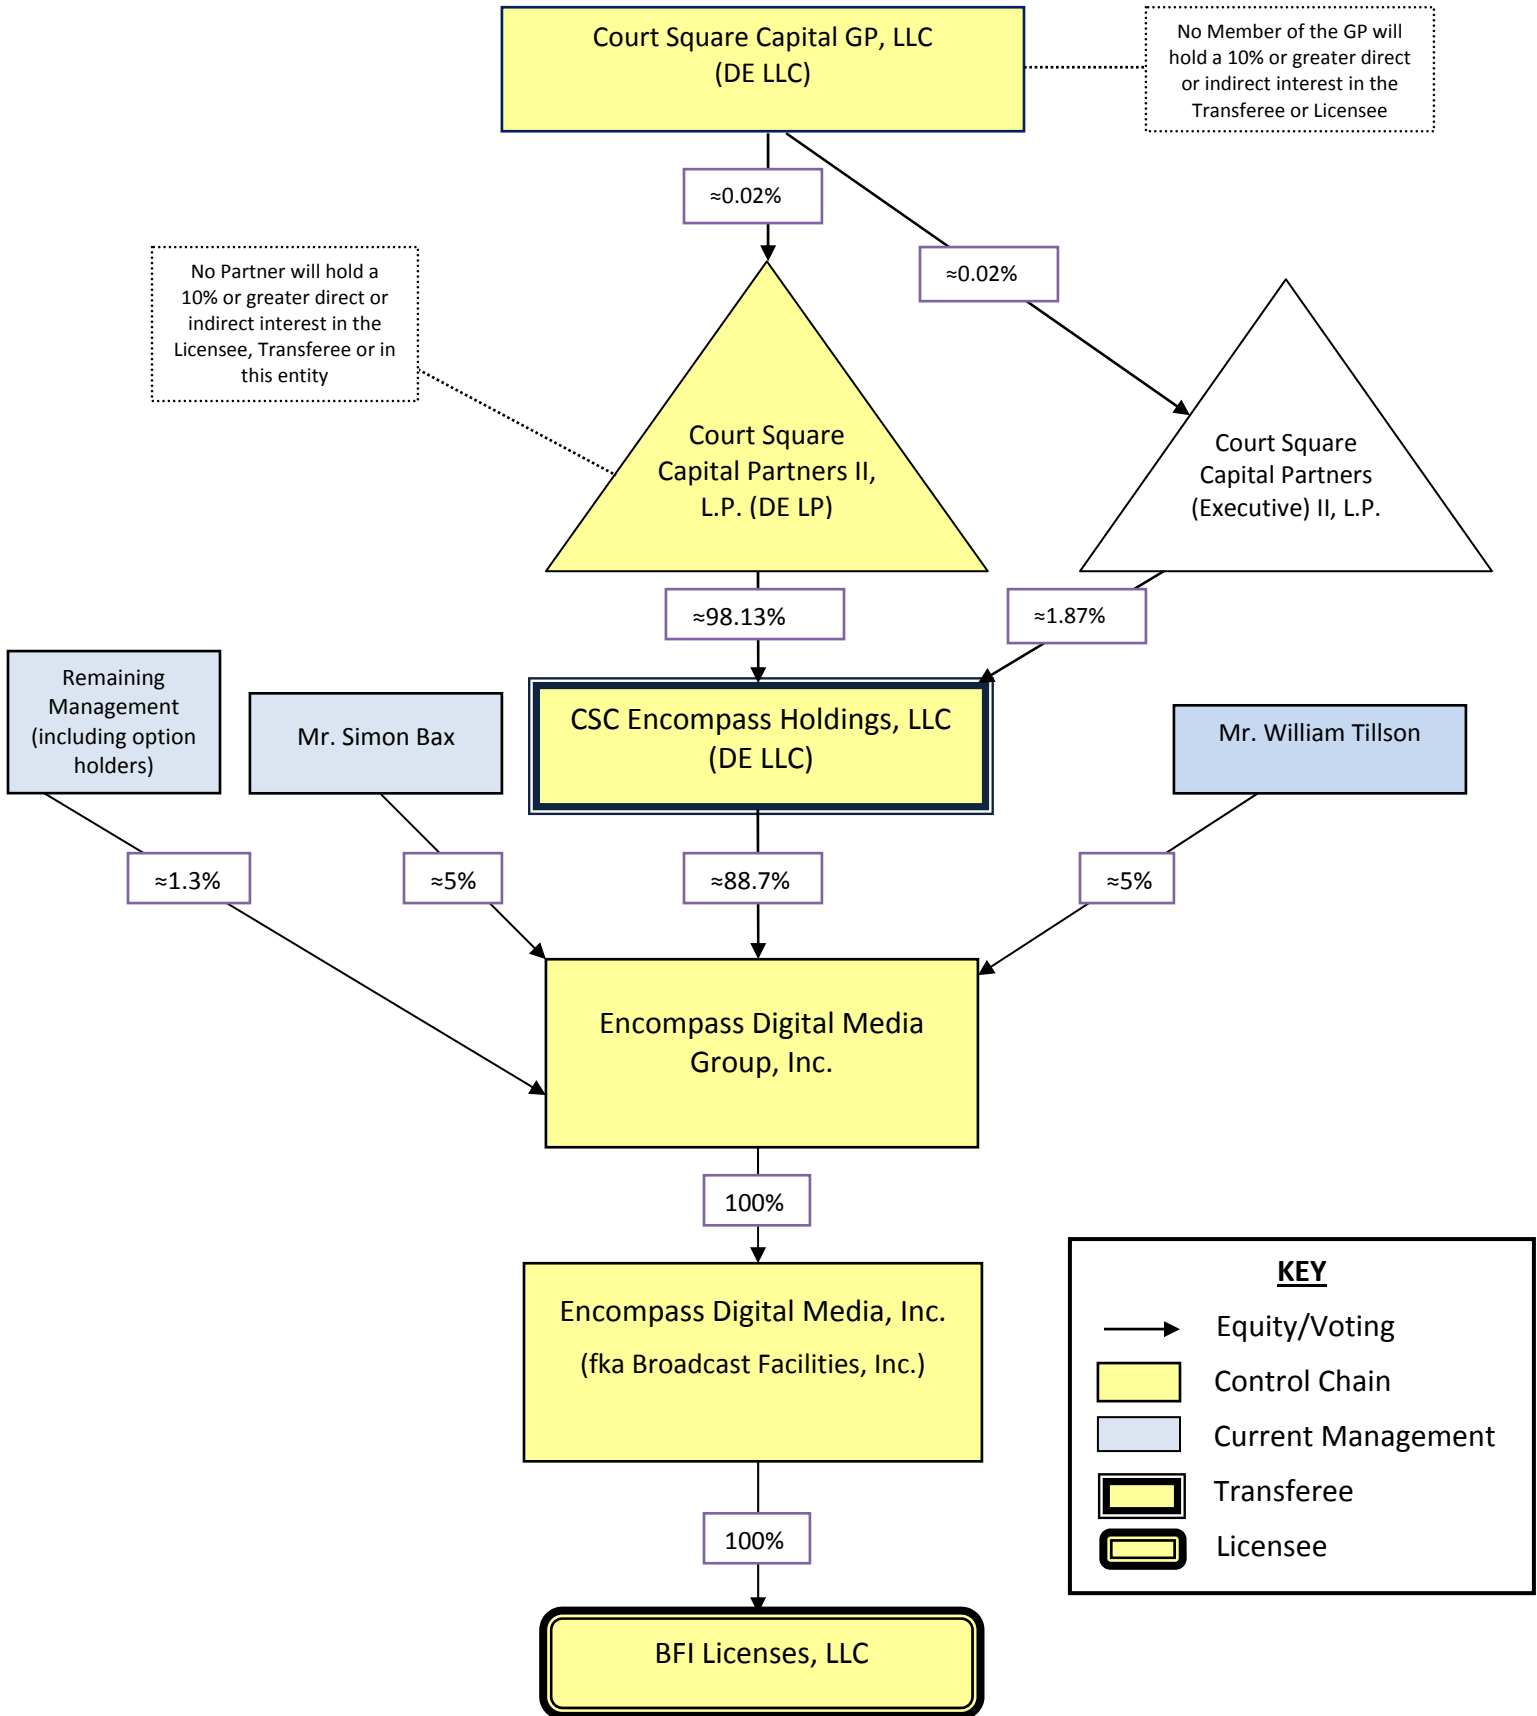 Court Square Capital GP, LLC
(DE LLC)
No Member of the GP will
hold a 10% or greater direct
or indirect interest in the
Transferee or Licensee
≈0.02%
≈0.02%
No Partner will hold a
10% or greater direct or
indirect interest in the
Licensee, Transferee or in
this entity
Court Square
Capital Partners II,
L.P. (DE LP)
Court Square
Capital Partners
(Executive) II, L.P.
≈98.13%
≈1.87%
Remaining
Management
(including option
holders)
Mr. Simon Bax
CSC Encompass Holdings, LLC
(DE LLC)
Mr. William Tillson
≈1.3%
≈5%
≈88.7%
≈5%
Encompass Digital Media
Group, Inc.
100%
Encompass Digital Media, Inc.
(fka Broadcast Facilities, Inc.)
100%
BFI Licenses, LLC
KEY
Equity/Voting
Control Chain
Current Management
Transferee
Licensee